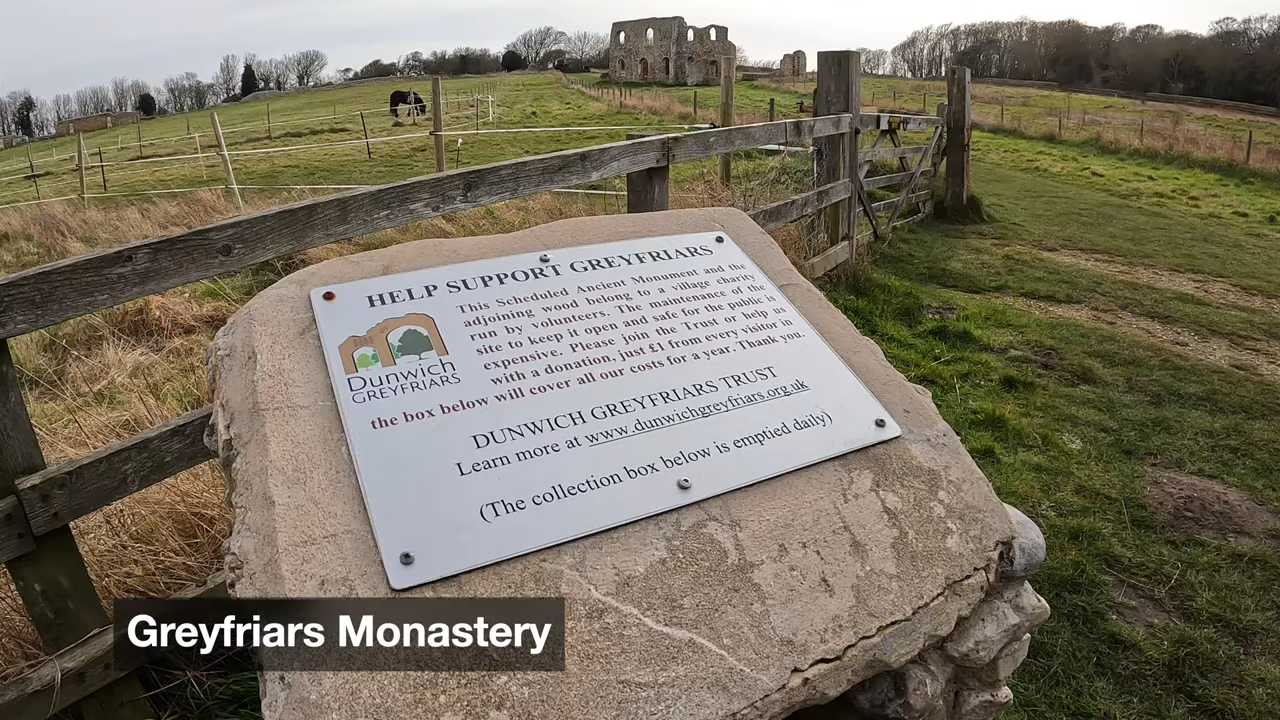 HELP SUPPORT GREYFRIARS
This Scheduled Ancient Monument and the
adjoining wood belong to a village charity
run by volunteers. The maintenance of the
site to keep it open and safe for the public is
expensive. Please join the Trust or help us
with a donation, just £1 from every visitor in
the box below will cover all our costs for a year. Thank you.
Dunwich
GREYFRIARS
DUNWICH GREYFRIARS TRUST
Learn more at www.dunwichgreyfriars.org.uk
(The collection box below is emptied daily)
Greyfriars Monastery